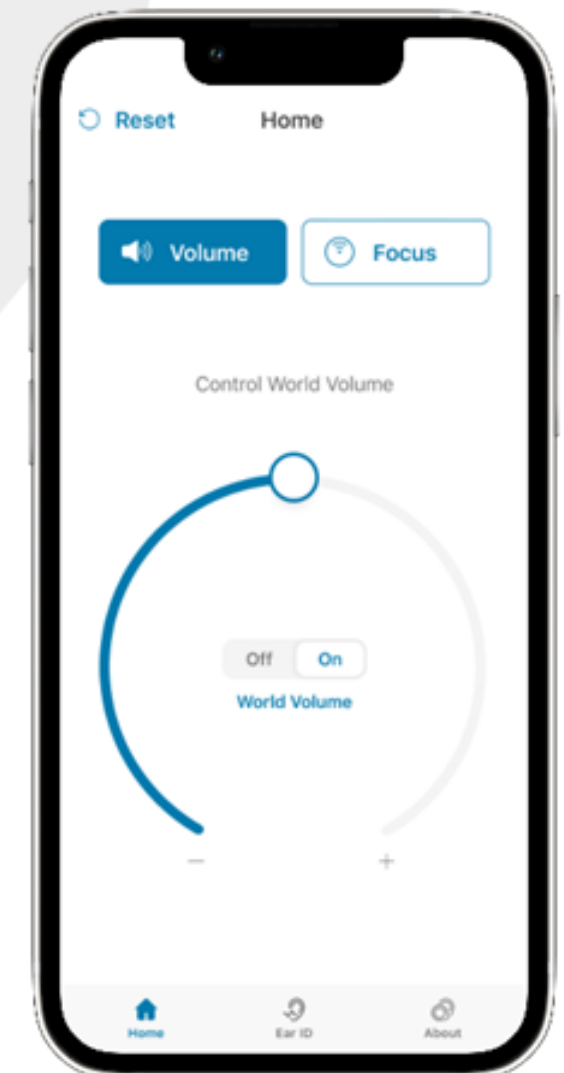 Reset Home
Volume Focus
Control World Volume
Off On
World Volume
− +
Home Ear ID About